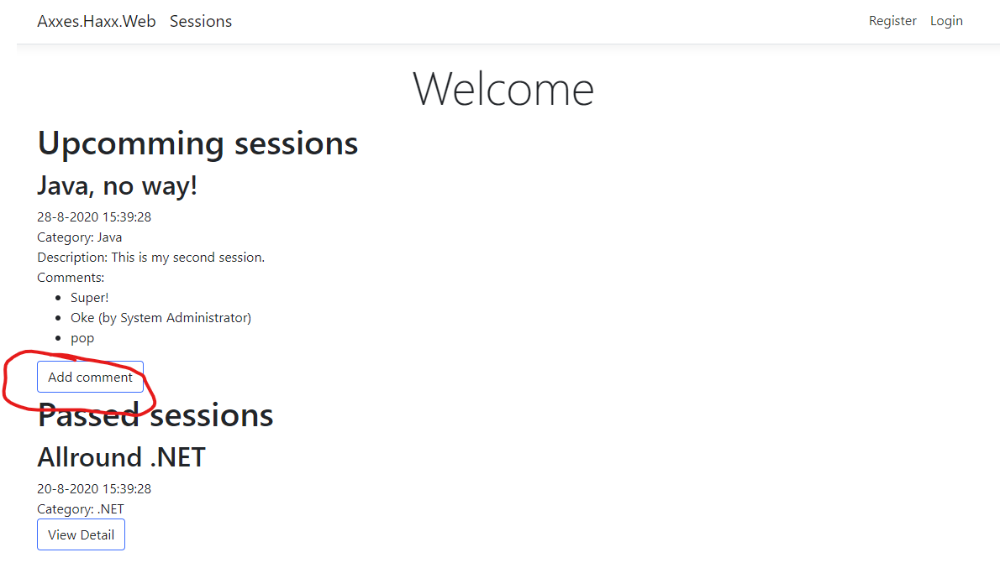 Axxes.Haxx.Web Sessions Register Login
Welcome
Upcomming sessions
Java, no way!
28-8-2020 15:39:28
Category: Java
Description: This is my second session.
Comments:
Super!
Oke (by System Administrator)
pop
Add comment
Passed sessions
Allround .NET
20-8-2020 15:39:28
Category: .NET
View Detail